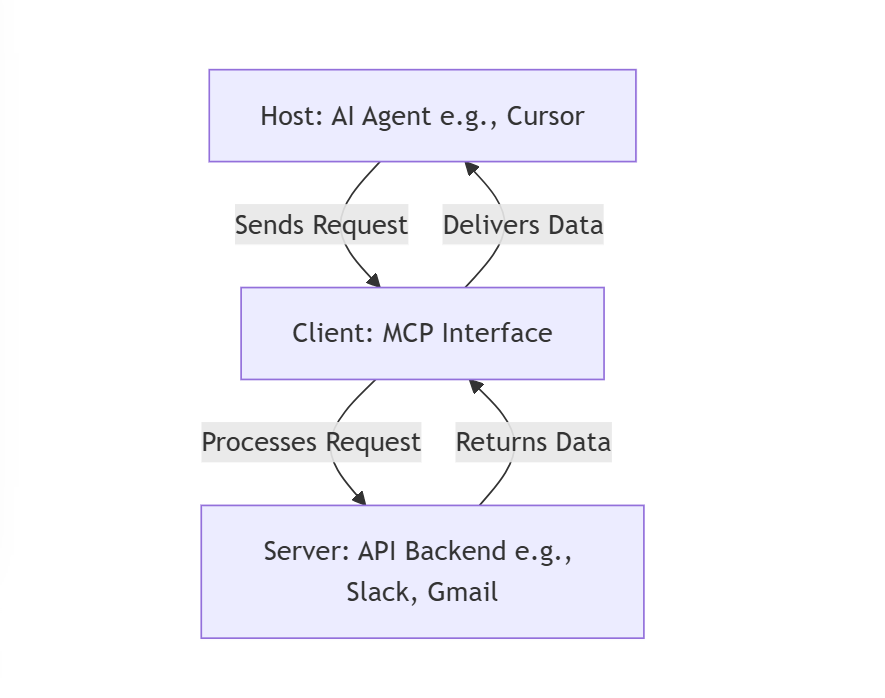 Host: AI Agent e.g., Cursor
Sends Request
Delivers Data
Client: MCP Interface
Processes Request
Returns Data
Server: API Backend e.g.,
Slack, Gmail